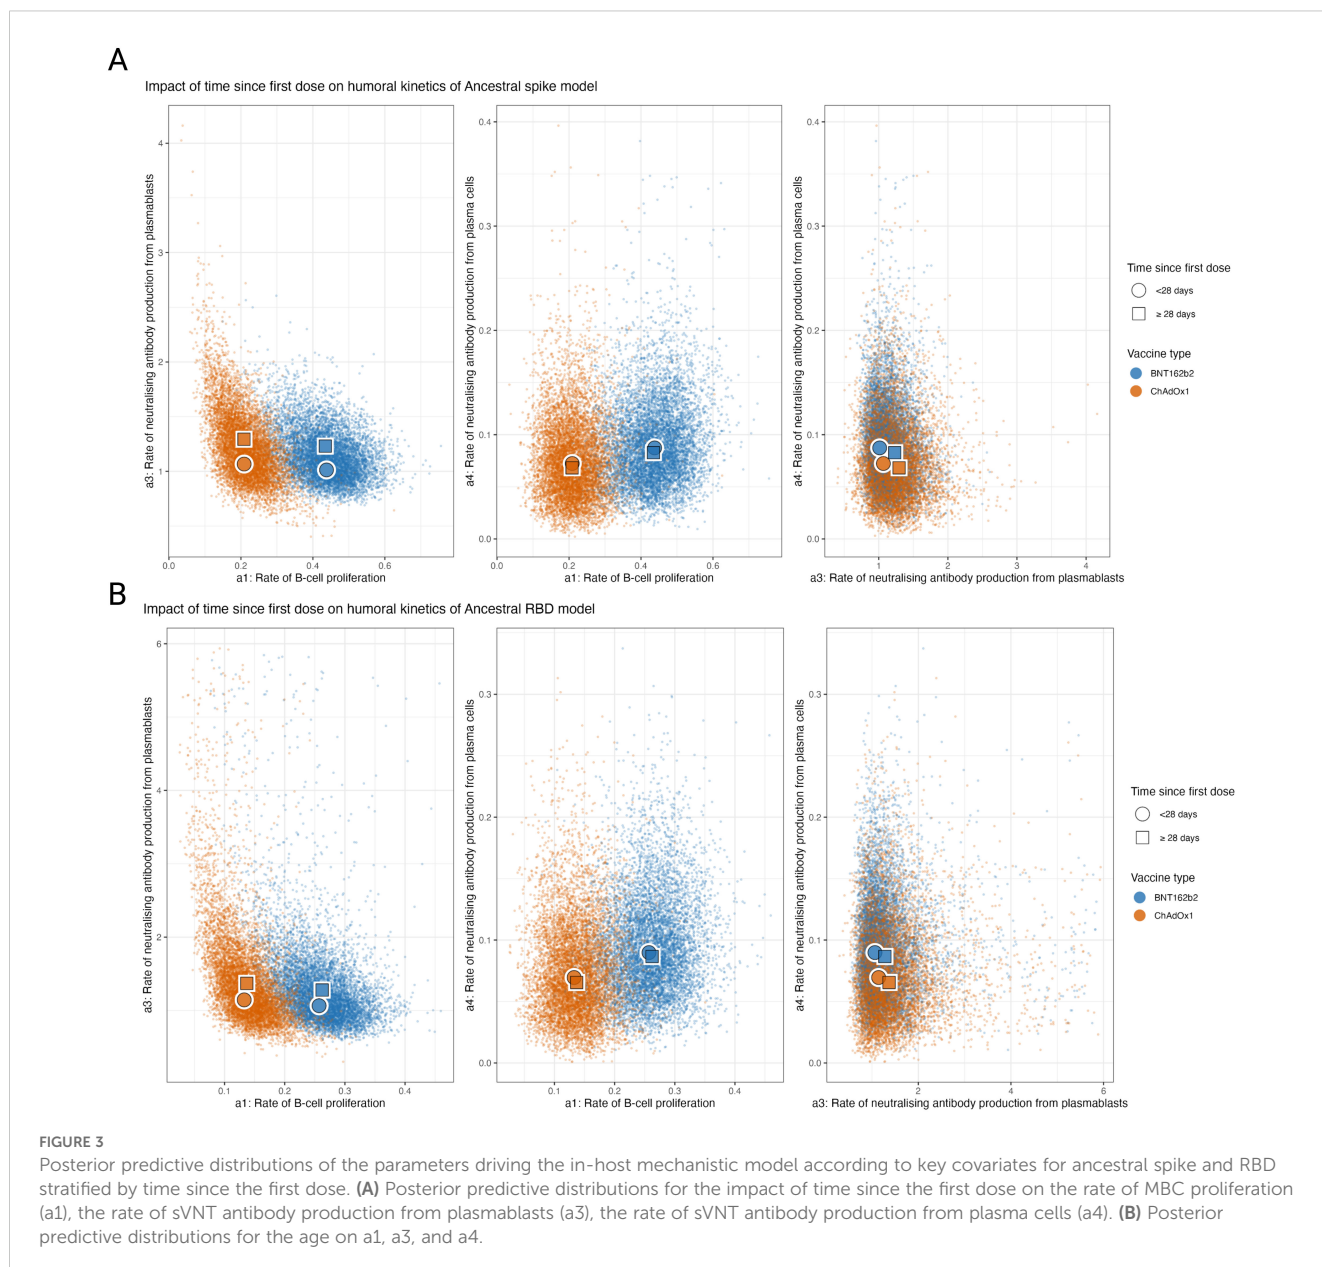 A
Impact of time since first dose on humoral kinetics of Ancestral spike model
a3: Rate of neutralising antibody production from plasmablasts
4
3
2
1
0.0 0.2 0.4 0.6
a1: Rate of B-cell proliferation
a4: Rate of neutralising antibody production from plasma cells
0.4
0.3
0.2
0.1
0.0
0.0 0.2 0.4 0.6
a1: Rate of B-cell proliferation
a4: Rate of neutralising antibody production from plasma cells
0.4
0.3
0.2
0.1
0.0
1 2 3 4
a3: Rate of neutralising antibody production from plasmablasts
Time since first dose
<28 days
≥ 28 days
Vaccine type
BNT162b2
ChAdOx1
B
Impact of time since first dose on humoral kinetics of Ancestral RBD model
a3: Rate of neutralising antibody production from plasmablasts
6
4
2
0.1 0.2 0.3 0.4
a1: Rate of B-cell proliferation
a4: Rate of neutralising antibody production from plasma cells
0.3
0.2
0.1
0.0
0.1 0.2 0.3 0.4
a1: Rate of B-cell proliferation
a4: Rate of neutralising antibody production from plasma cells
0.3
0.2
0.1
0.0
2 4 6
a3: Rate of neutralising antibody production from plasmablasts
Time since first dose
<28 days
≥ 28 days
Vaccine type
BNT162b2
ChAdOx1
FIGURE 3
Posterior predictive distributions of the parameters driving the in-host mechanistic model according to key covariates for ancestral spike and RBD
stratified by time since the first dose. (A) Posterior predictive distributions for the impact of time since the first dose on the rate of MBC proliferation
(a1), the rate of sVNT antibody production from plasmablasts (a3), the rate of sVNT antibody production from plasma cells (a4). (B) Posterior
predictive distributions for the age on a1, a3, and a4.